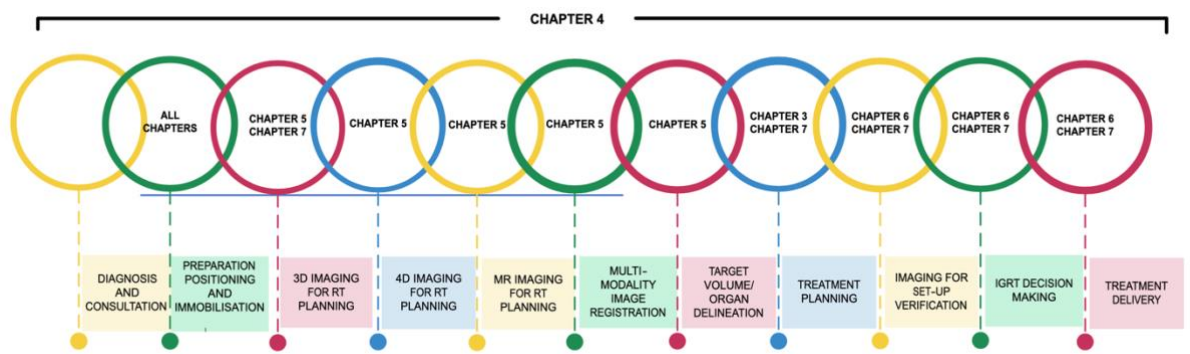 CHAPTER 4
ALL
CHAPTERS
CHAPTER 5
CHAPTER 7
CHAPTER 5
CHAPTER 5
CHAPTER 5
CHAPTER 5
CHAPTER 3
CHAPTER 7
CHAPTER 6
CHAPTER 7
CHAPTER 6
CHAPTER 7
CHAPTER 6
CHAPTER 7
DIAGNOSIS
AND
CONSULTATION
PREPARATION
POSITIONING
AND
IMMOBILISATION
3D IMAGING
FOR RT
PLANNING
4D IMAGING
FOR RT
PLANNING
MR IMAGING
FOR RT
PLANNING
MULTI-
MODALITY
IMAGE
REGISTRATION
TARGET
VOLUME/
ORGAN
DELINEATION
TREATMENT
PLANNING
IMAGING FOR
SET-UP
VERIFICATION
IGRT DECISION
MAKING
TREATMENT
DELIVERY